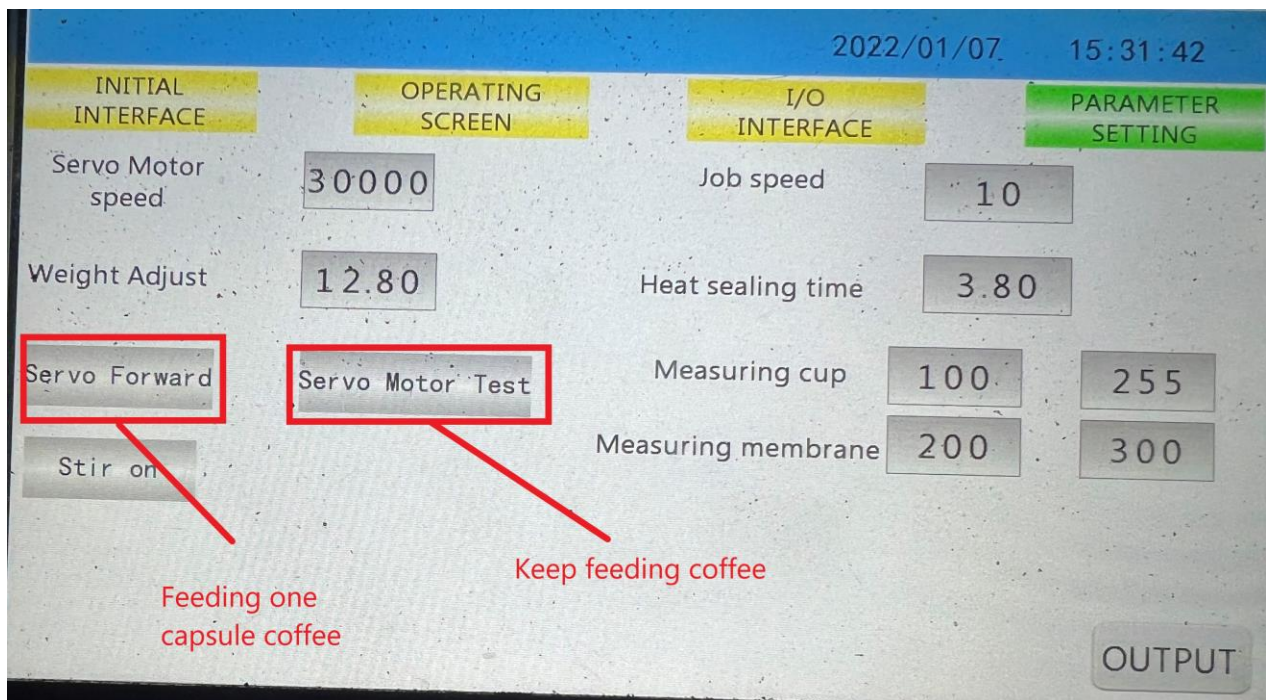 2022/01/07 15:31:42
INITIAL
INTERFACE
OPERATING
SCREEN
I/O
INTERFACE
PARAMETER
SETTING
Servo Motor
speed
30000
Job speed
10
Weight Adjust
12.80
Heat sealing time
3.80
Servo Forward
Servo Motor Test
Measuring cup
100
255
Stir on
Measuring membrane
200
300
Keep feeding coffee
Feeding one
capsule coffee
OUTPUT